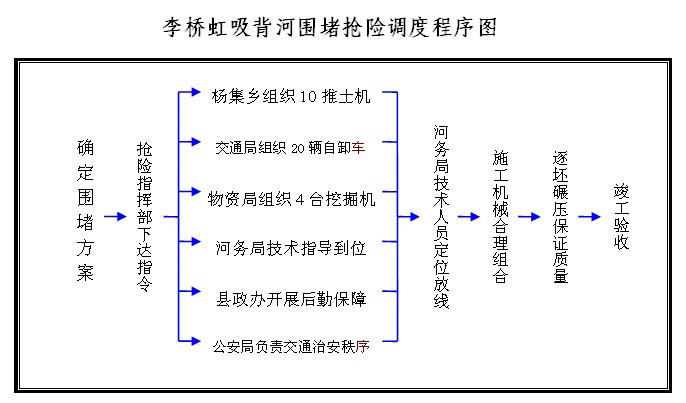 李桥虹吸背河围堵抢险调度程序图
确定围堵方案
抢险指挥部下达指令
杨集乡组织10推土机
交通局组织20辆自卸车
物资局组织4台挖掘机
河务局技术指导到位
县政办开展后勤保障
公安局负责交通治安秩序
河务局技术人员定位放线
施工机械合理组合
逐坯碾压保证质量
竣工验收